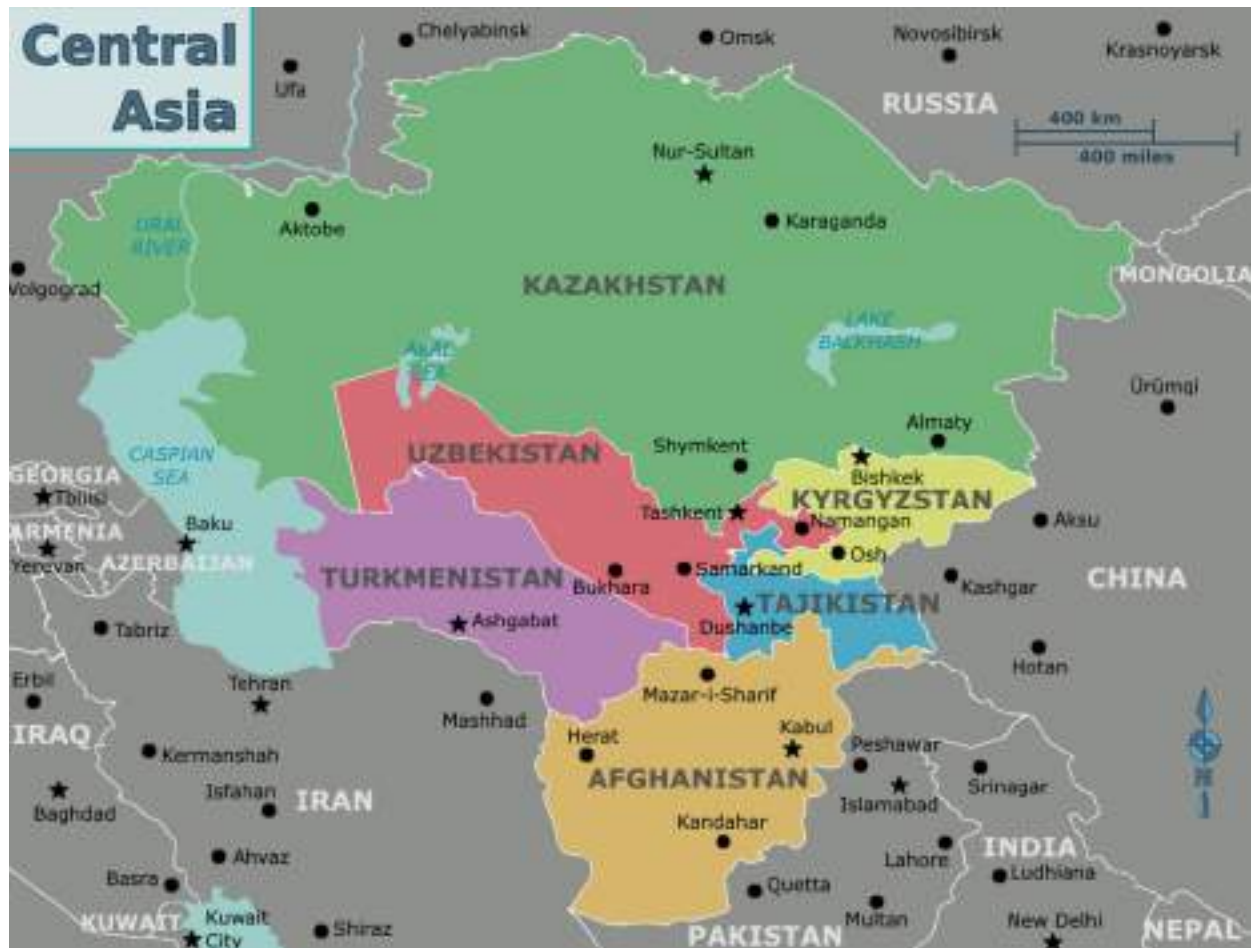 Central
Asia
Chelyabinsk
Omsk
Novosibirsk
Krasnoyarsk
Ufa
RUSSIA
400 km
400 miles
Nur-Sultan
Aktobe
Karaganda
URAL
RIVER
Volgograd
KAZAKHSTAN
MONGOLIA
ARAL
SEA
LAKE
BALKHASH
Ürümqi
Almaty
Shymkent
UZBEKISTAN
CASPIAN
SEA
GEORGIA
Tbilisi
Bishkek
KYRGYZSTAN
Tashkent
Namangan
Aksu
Baku
ARMENIA
Yerevan
AZERBAIJAN
Osh
Samarkand
Bukhara
TURKMENISTAN
Kashgar
CHINA
TAJIKISTAN
Dushanbe
Ashgabat
Tabriz
Hotan
Erbil
Tehran
Mashhad
Mazar-i-Sharif
IRAQ
Kermanshah
Herat
Kabul
Peshawar
AFGHANISTAN
Islamabad
Srinagar
N
Baghdad
Isfahan
IRAN
Kandahar
Ahvaz
Lahore
INDIA
Ludhiana
Basra
Quetta
Multan
KUWAIT
Kuwait
City
Shiraz
PAKISTAN
New Delhi
NEPAL